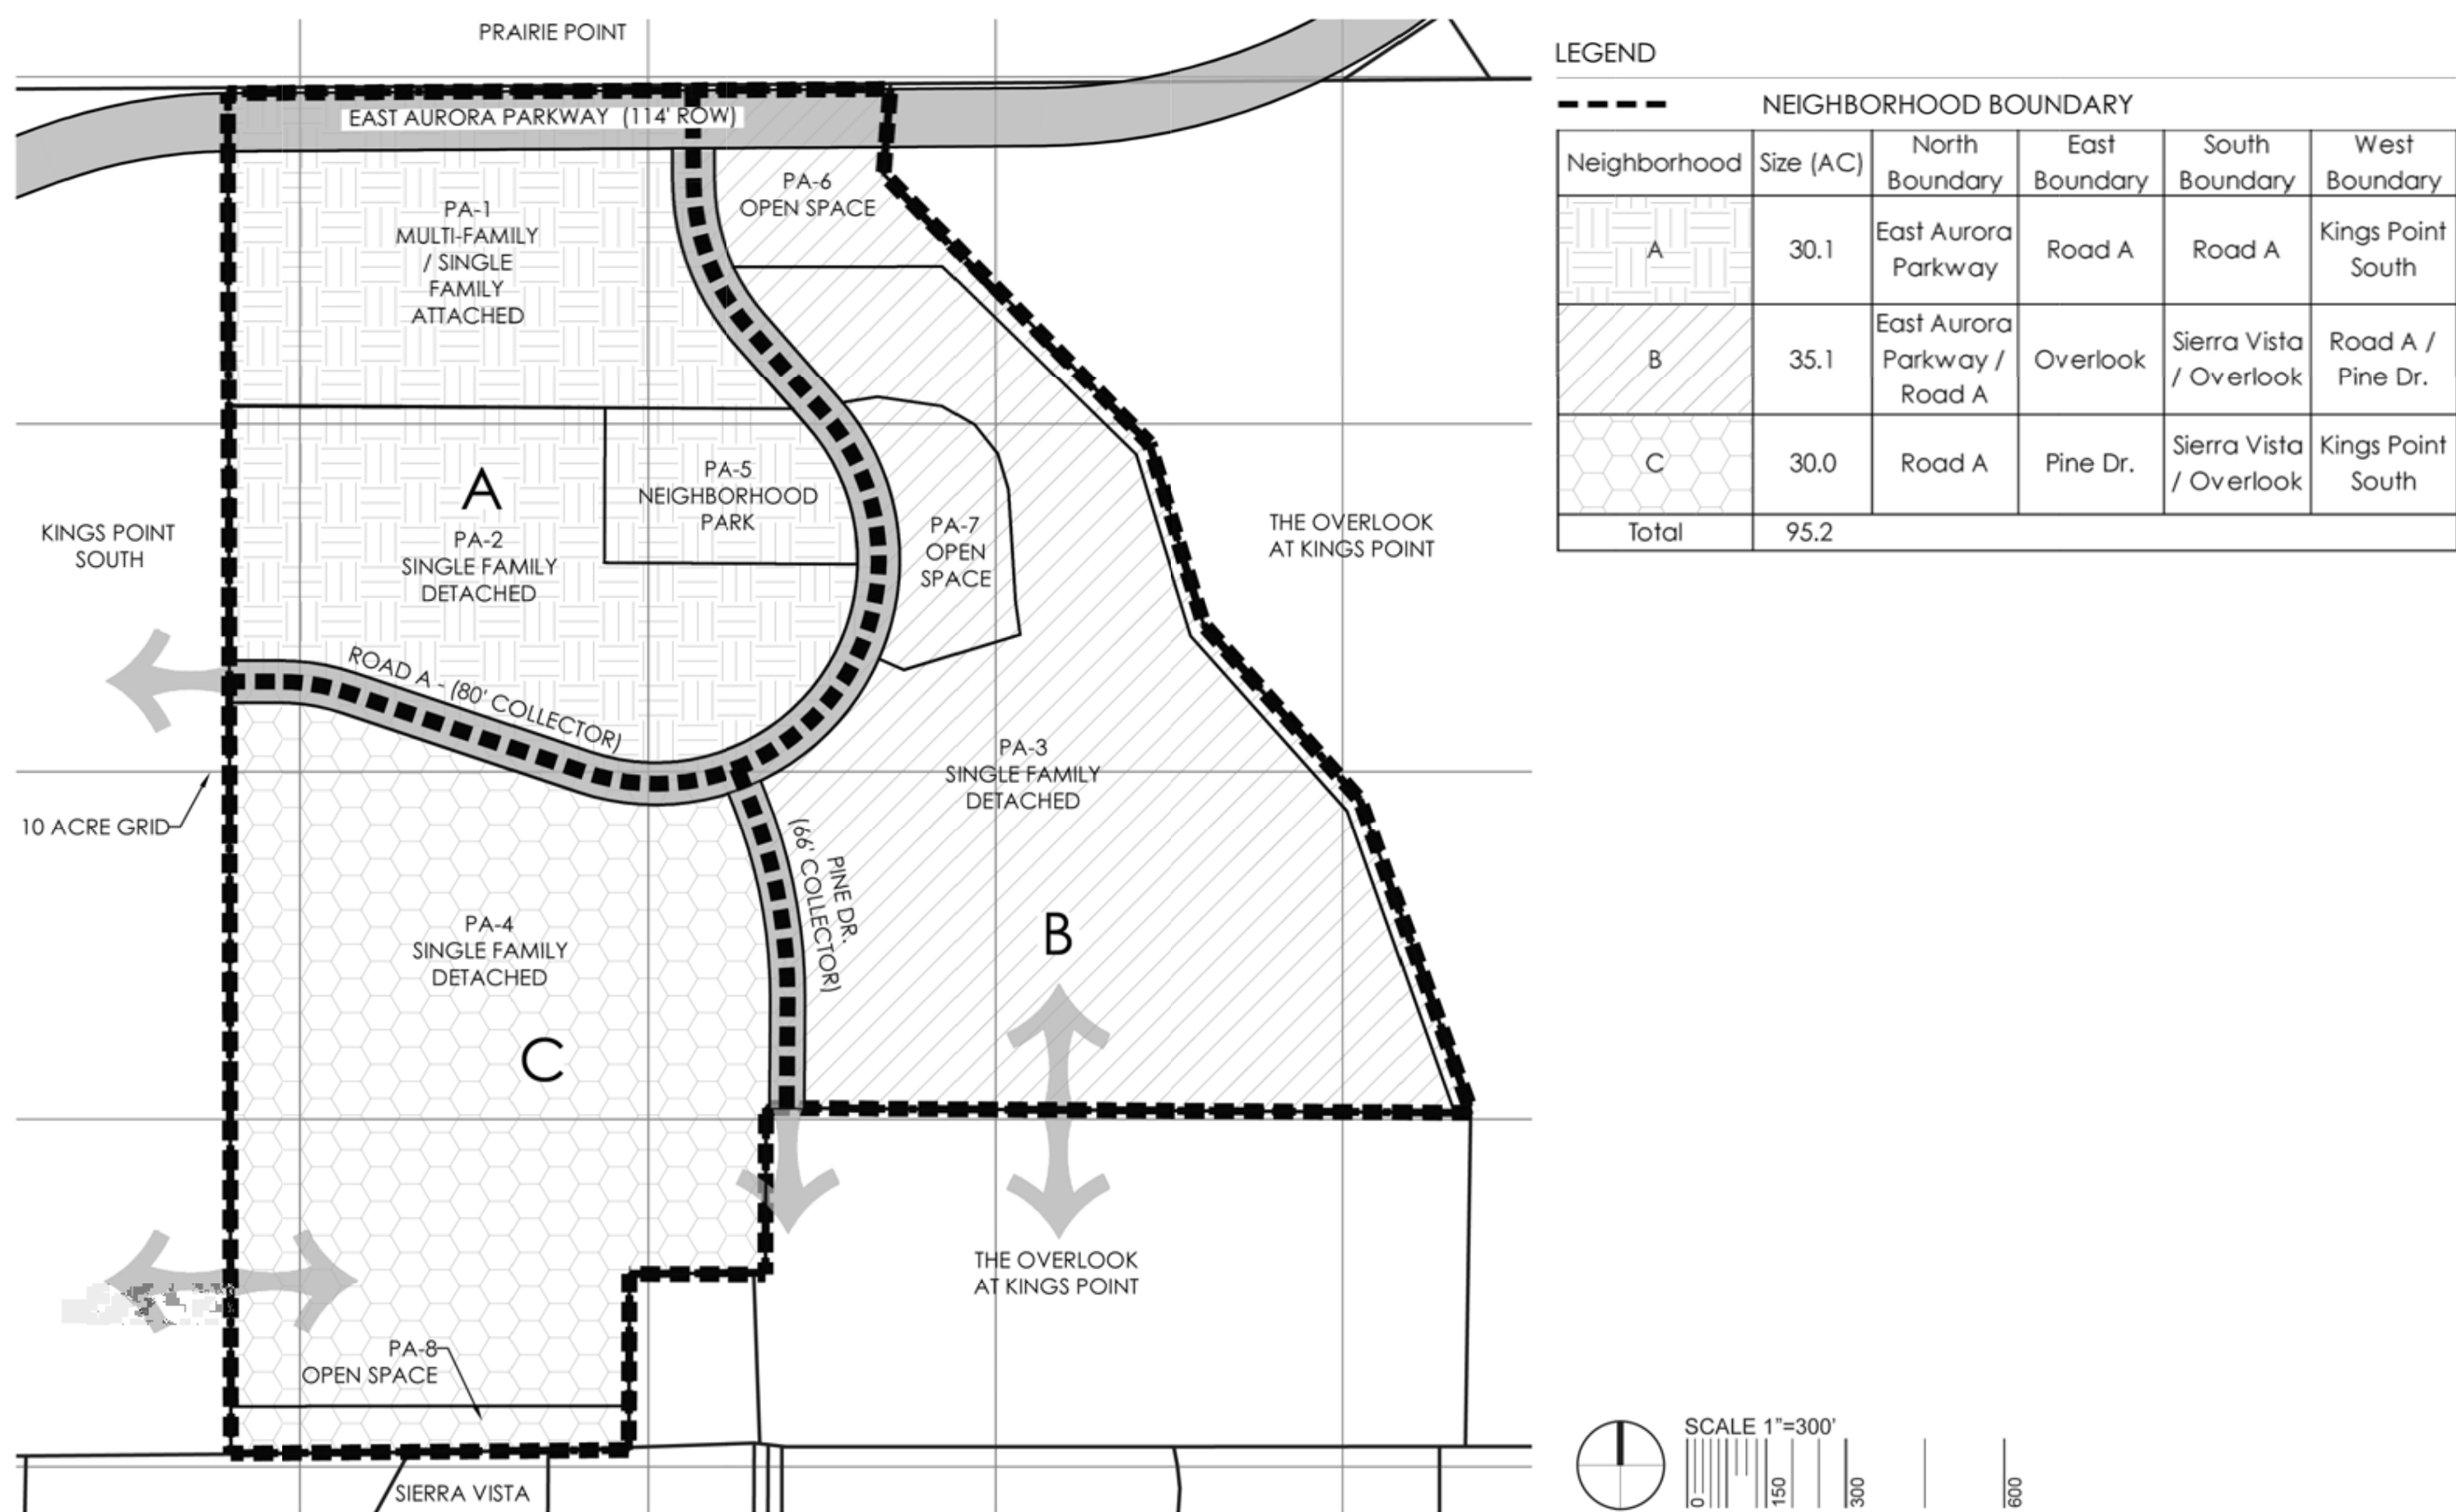 PRAIRIE POINT
EAST AURORA PARKWAY (114' ROW)
PA-6
OPEN SPACE
PA-1
MULTI-FAMILY
/ SINGLE
FAMILY
ATTACHED
A
PA-2
SINGLE FAMILY
DETACHED
PA-5
NEIGHBORHOOD
PARK
PA-7
OPEN
SPACE
KINGS POINT
SOUTH
THE OVERLOOK
AT KINGS POINT
ROAD A - (80' COLLECTOR)
10 ACRE GRID
PA-3
SINGLE FAMILY
DETACHED
PINE DR.
(66' COLLECTOR)
B
PA-4
SINGLE FAMILY
DETACHED
C
THE OVERLOOK
AT KINGS POINT
PA-8
OPEN SPACE
SIERRA VISTA
LEGEND
NEIGHBORHOOD BOUNDARY
Neighborhood Size (AC) North Boundary East Boundary South Boundary West Boundary
A 30.1 East Aurora Parkway Road A Road A Kings Point South
B 35.1 East Aurora Parkway / Road A Overlook Sierra Vista / Overlook Road A / Pine Dr.
C 30.0 Road A Pine Dr. Sierra Vista / Overlook Kings Point South
Total 95.2
SCALE 1"=300'
0 150 300 600